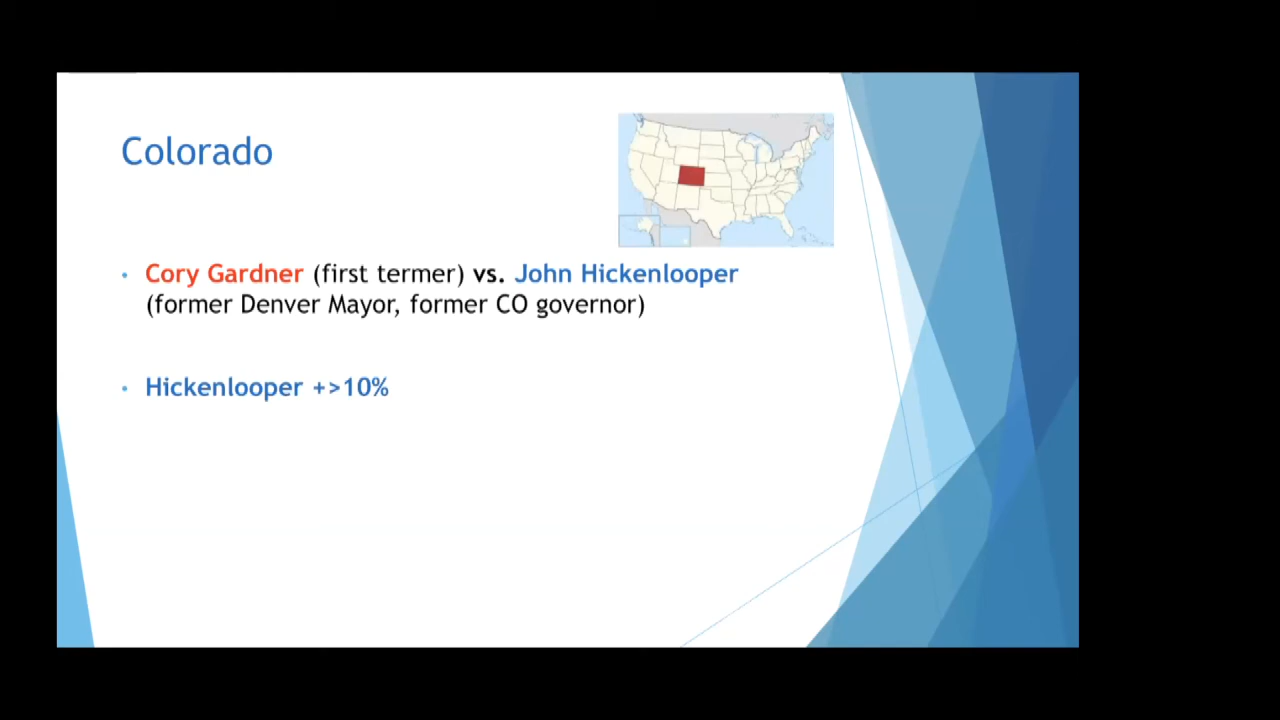 Colorado
• Cory Gardner (first termer) vs. John Hickenlooper
(former Denver Mayor, former CO governor)
• Hickenlooper +>10%